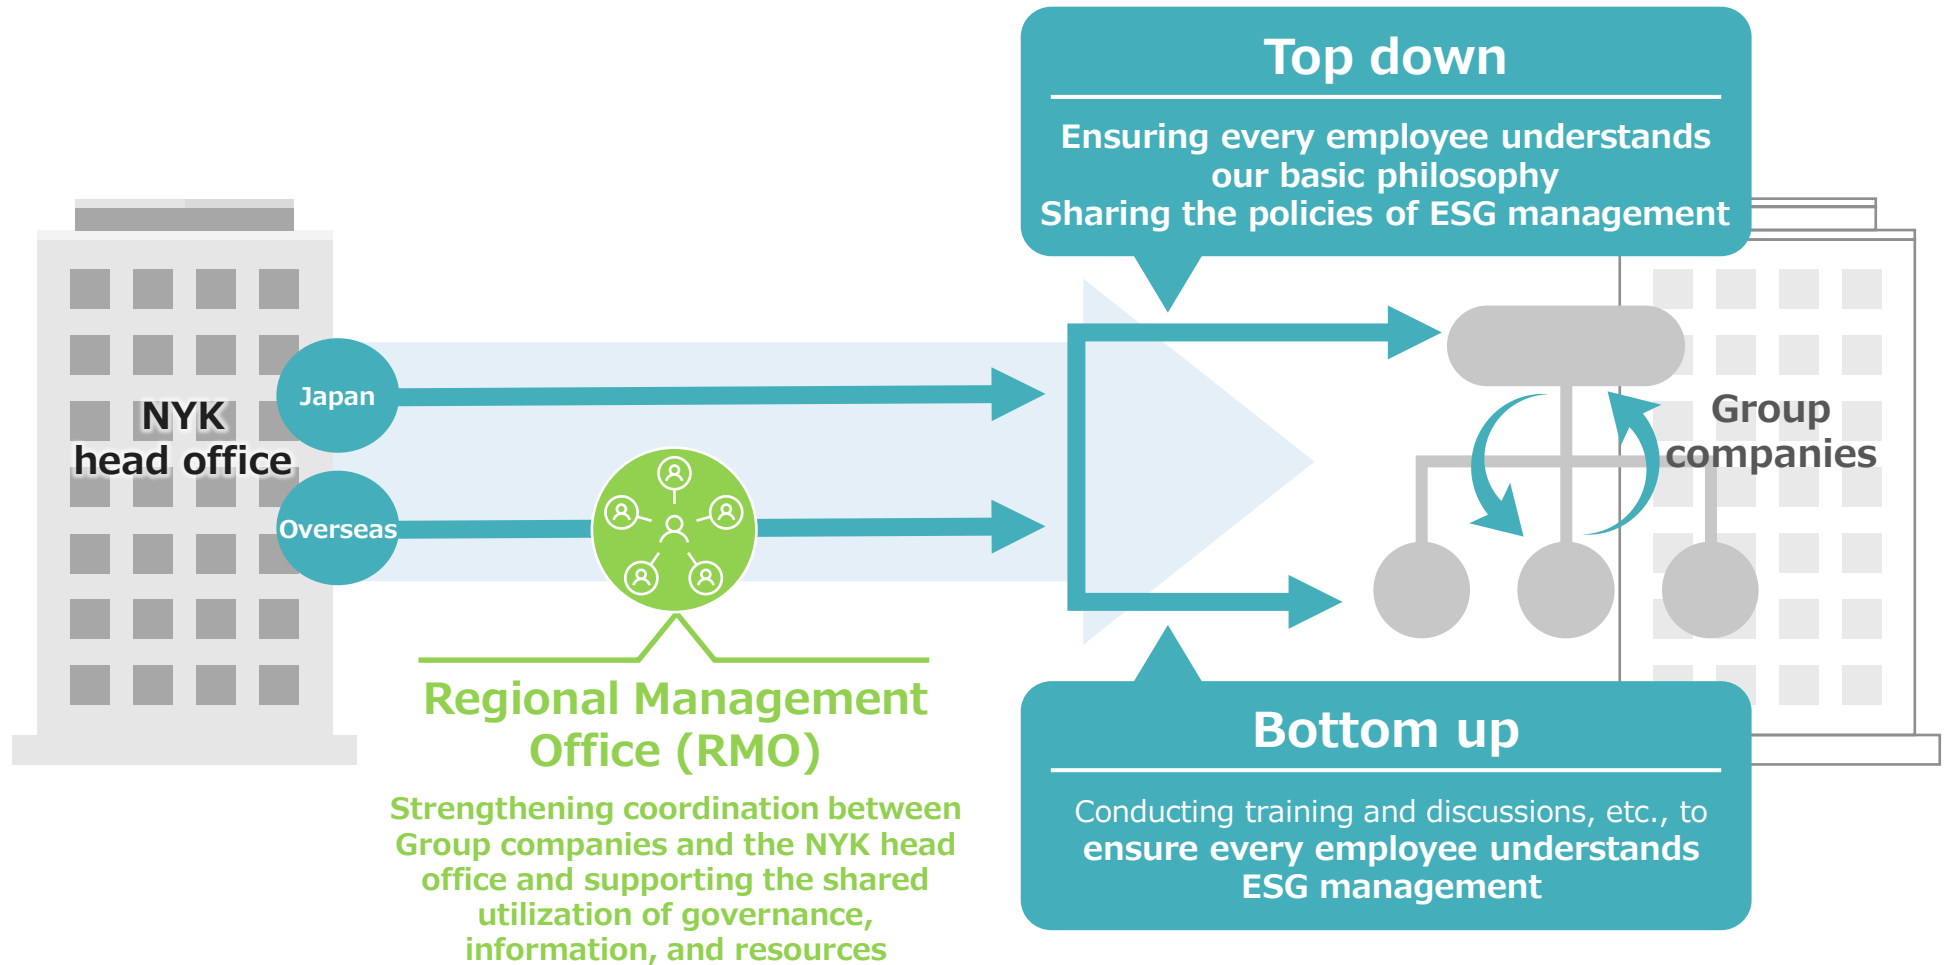 Top down
Ensuring every employee understands
our basic philosophy
Sharing the policies of ESG management
NYK
head office
Japan
Overseas
Group
companies
Regional Management
Office (RMO)
Strengthening coordination between
Group companies and the NYK head
office and supporting the shared
utilization of governance,
information, and resources
Bottom up
Conducting training and discussions, etc., to
ensure every employee understands
ESG management